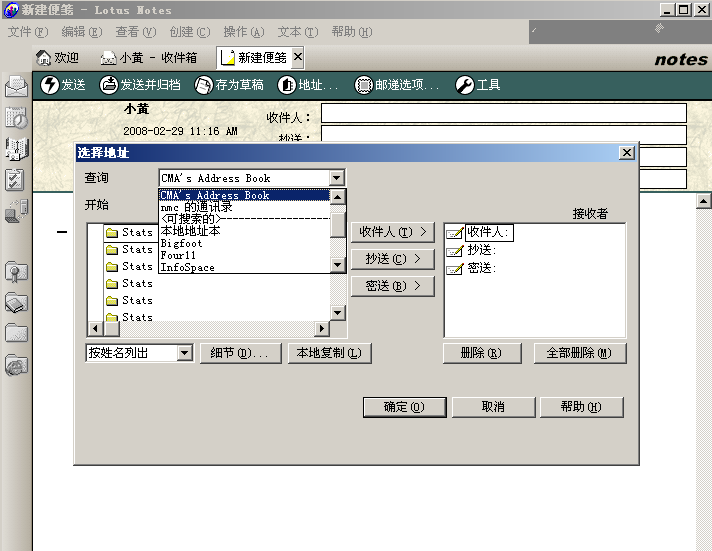 新建便笺 - Lotus Notes
文件(F) 编辑(E) 查看(V) 创建(C) 操作(A) 文本(T) 帮助(H)
欢迎 小黄 - 收件箱 新建便笺 notes
发送 发送并归档 存为草稿 地址... 邮递选项... 工具
小黄
2008-02-29 11:16 AM
收件人:
抄送:
选择地址
查询 CMA's Address Book
CMA's Address Book
nmc 的通讯录
<可搜索的>------------------
本地地址本
Bigfoot
Four11
InfoSpace
开始
Stats
Stats
Stats
Stats
Stats
Stats
收件人(T) >
抄送(C) >
密送(B) >
接收者
收件人:
抄送:
密送:
按姓名列出 细节(D)... 本地复制(L) 删除(R) 全部删除(M)
确定(O) 取消 帮助(H)